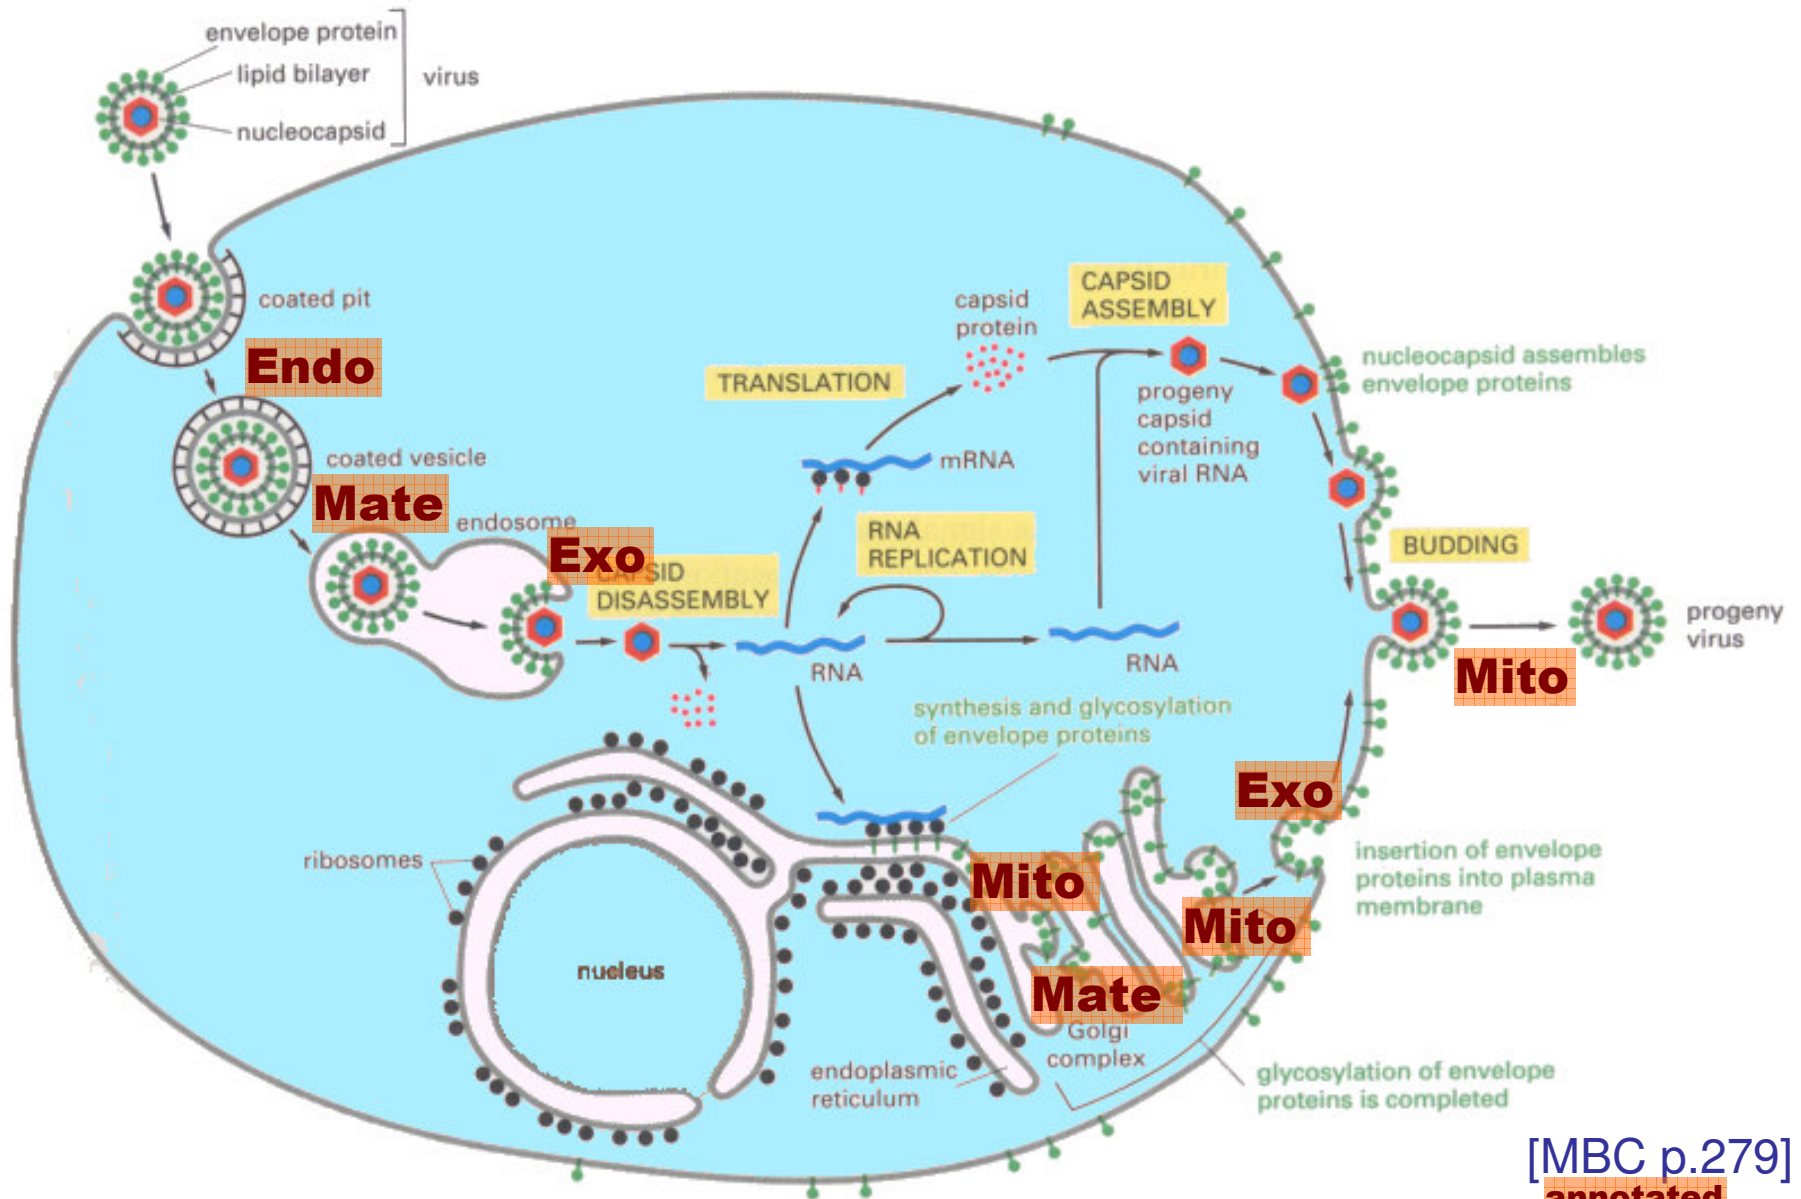 envelope protein
lipid bilayer
virus
nucleocapsid
coated pit
Endo
coated vesicle
Mate
endosome
Exo
CAPSID
DISASSEMBLY
TRANSLATION
capsid
protein
CAPSID
ASSEMBLY
mRNA
RNA
REPLICATION
progeny
capsid
containing
viral RNA
nucleocapsid assembles
envelope proteins
BUDDING
progeny
virus
Mito
RNA
RNA
synthesis and glycosylation
of envelope proteins
Exo
ribosomes
Mito
insertion of envelope
proteins into plasma
membrane
Mito
nucleus
Mate
Golgi
complex
endoplasmic
reticulum
glycosylation of envelope
proteins is completed
[MBC p.279]
annotated